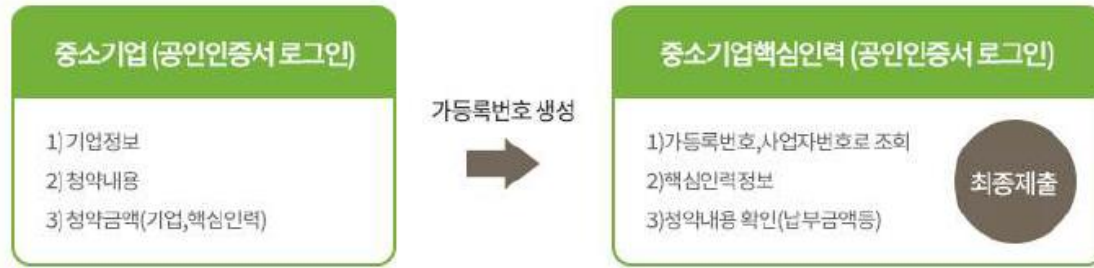 중소기업 (공인인증서 로그인)
1) 기업정보
2) 청약내용
3) 청약금액(기업,핵심인력)
가등록번호 생성
중소기업핵심인력 (공인인증서 로그인)
1)가등록번호,사업자번호로 조회
2)핵심인력정보
3)청약내용 확인(납부금액등)
최종제출